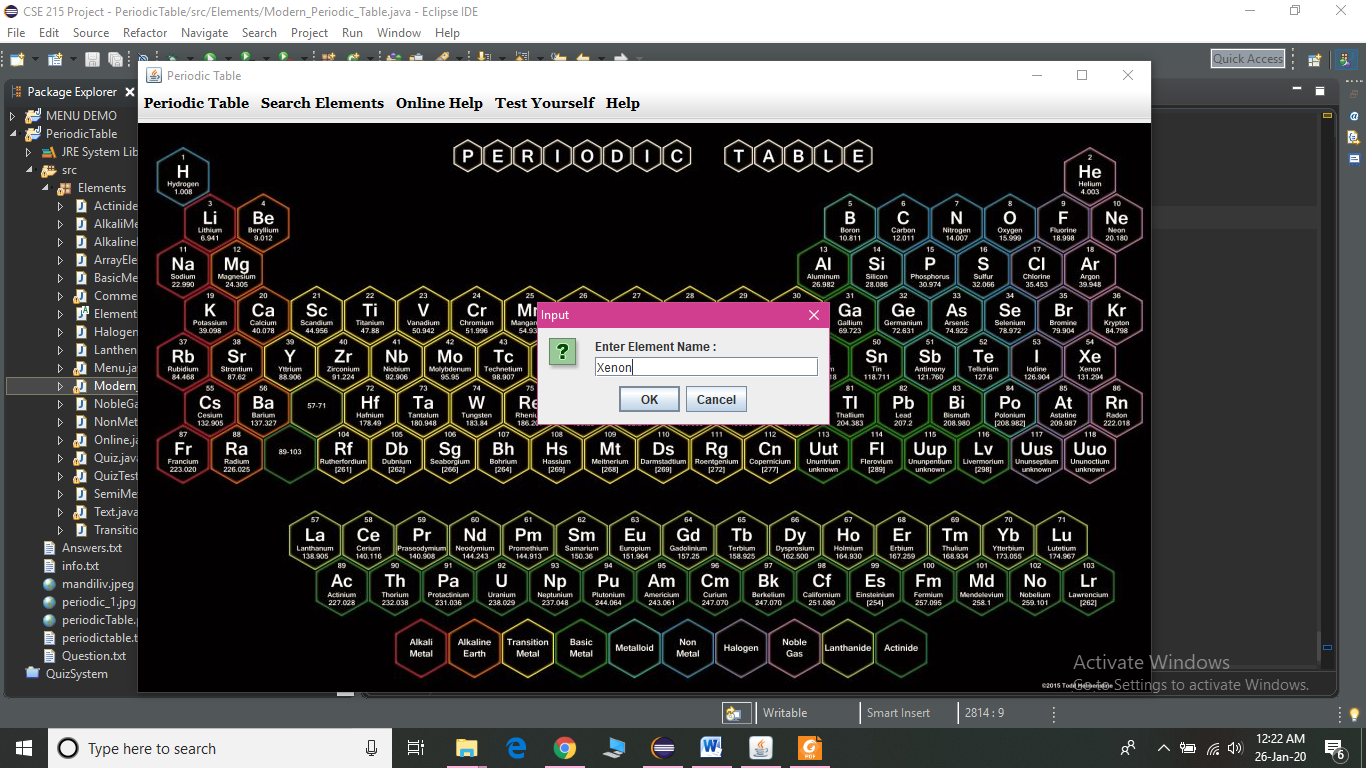 CSE 215 Project - PeriodicTable/src/Elements/Modern_Periodic_Table.java - Eclipse IDE
File Edit Source Refactor Navigate Search Project Run Window Help
Quick Access
Package Explorer
MENU DEMO
PeriodicTable
JRE System Lib
src
Elements
Actinide
AlkaliMe
Alkaline
ArrayEle
BasicMe
Comme
Element
Halogen
Lanthen
Menu.ja
Modern_
NobleGa
NonMet
Online.ja
Quiz.java
QuizTest
SemiMe
Text.java
Transitio
Answers.txt
info.txt
mandiliv.jpeg
periodic_1.jpg
periodicTable.
periodictable.t
Question.txt
QuizSystem
Periodic Table
Periodic Table Search Elements Online Help Test Yourself Help
PERIODIC TABLE
1 H Hydrogen 1.008
2 He Helium 4.003
3 Li Lithium 6.941
4 Be Beryllium 9.012
5 B Boron 10.811
6 C Carbon 12.011
7 N Nitrogen 14.007
8 O Oxygen 15.999
9 F Fluorine 18.998
10 Ne Neon 20.180
11 Na Sodium 22.990
12 Mg Magnesium 24.305
13 Al Aluminum 26.982
14 Si Silicon 28.086
15 P Phosphorus 30.974
16 S Sulfur 32.066
17 Cl Chlorine 35.453
18 Ar Argon 39.948
19 K Potassium 39.098
20 Ca Calcium 40.078
21 Sc Scandium 44.956
22 Ti Titanium 47.88
23 V Vanadium 50.942
24 Cr Chromium 51.996
25
26
27
28
29
30
31 Ga Gallium 69.723
32 Ge Germanium 72.631
33 As Arsenic 74.922
34 Se Selenium 78.972
35 Br Bromine 79.904
36 Kr Krypton 84.798
37 Rb Rubidium 84.468
38 Sr Strontium 87.62
39 Y Yttrium 88.906
40 Zr Zirconium 91.224
41 Nb Niobium 92.906
42 Mo Molybdenum 95.95
43 Tc Technetium 98.907
50 Sn Tin 118.711
51 Sb Antimony 121.760
52 Te Tellurium 127.6
53 I Iodine 126.904
54 Xe Xenon 131.294
55 Cs Cesium 132.905
56 Ba Barium 137.327
57-71
72 Hf Hafnium 178.49
73 Ta Tantalum 180.948
74 W Tungsten 183.84
75
81 Tl Thallium 204.383
82 Pb Lead 207.2
83 Bi Bismuth 208.980
84 Po Polonium [208.982]
85 At Astatine 209.987
86 Rn Radon 222.018
87 Fr Francium 223.020
88 Ra Radium 226.025
89-103
104 Rf Rutherfordium [261]
105 Db Dubnium [262]
106 Sg Seaborgium [266]
107 Bh Bohrium [264]
108 Hs Hassium [269]
109 Mt Meitnerium [268]
110 Ds Darmstadtium [269]
111 Rg Roentgenium [272]
112 Cn Copernicium [277]
113 Uut Ununtrium unknown
114 Fl Flerovium [289]
115 Uup Ununpentium unknown
116 Lv Livermorium [298]
117 Uus Ununseptium unknown
118 Uuo Ununoctium unknown
57 La Lanthanum 138.905
58 Ce Cerium 140.116
59 Pr Praseodymium 140.908
60 Nd Neodymium 144.243
61 Pm Promethium 144.913
62 Sm Samarium 150.36
63 Eu Europium 151.964
64 Gd Gadolinium 157.25
65 Tb Terbium 158.925
66 Dy Dysprosium 162.500
67 Ho Holmium 164.930
68 Er Erbium 167.259
69 Tm Thulium 168.934
70 Yb Ytterbium 173.055
71 Lu Lutetium 174.967
89 Ac Actinium 227.028
90 Th Thorium 232.038
91 Pa Protactinium 231.036
92 U Uranium 238.029
93 Np Neptunium 237.048
94 Pu Plutonium 244.064
95 Am Americium 243.061
96 Cm Curium 247.070
97 Bk Berkelium 247.070
98 Cf Californium 251.080
99 Es Einsteinium [254]
100 Fm Fermium 257.095
101 Md Mendelevium 258.1
102 No Nobelium 259.101
103 Lr Lawrencium [262]
Alkali Metal
Alkaline Earth
Transition Metal
Basic Metal
Metalloid
Non Metal
Halogen
Noble Gas
Lanthanide
Actinide
©2015 Todd Helmenstine
Input
Enter Element Name :
Xenon
OK Cancel
Activate Windows
Go to Settings to activate Windows.
Writable Smart Insert 2814 : 9
Type here to search
12:22 AM
26-Jan-20
6